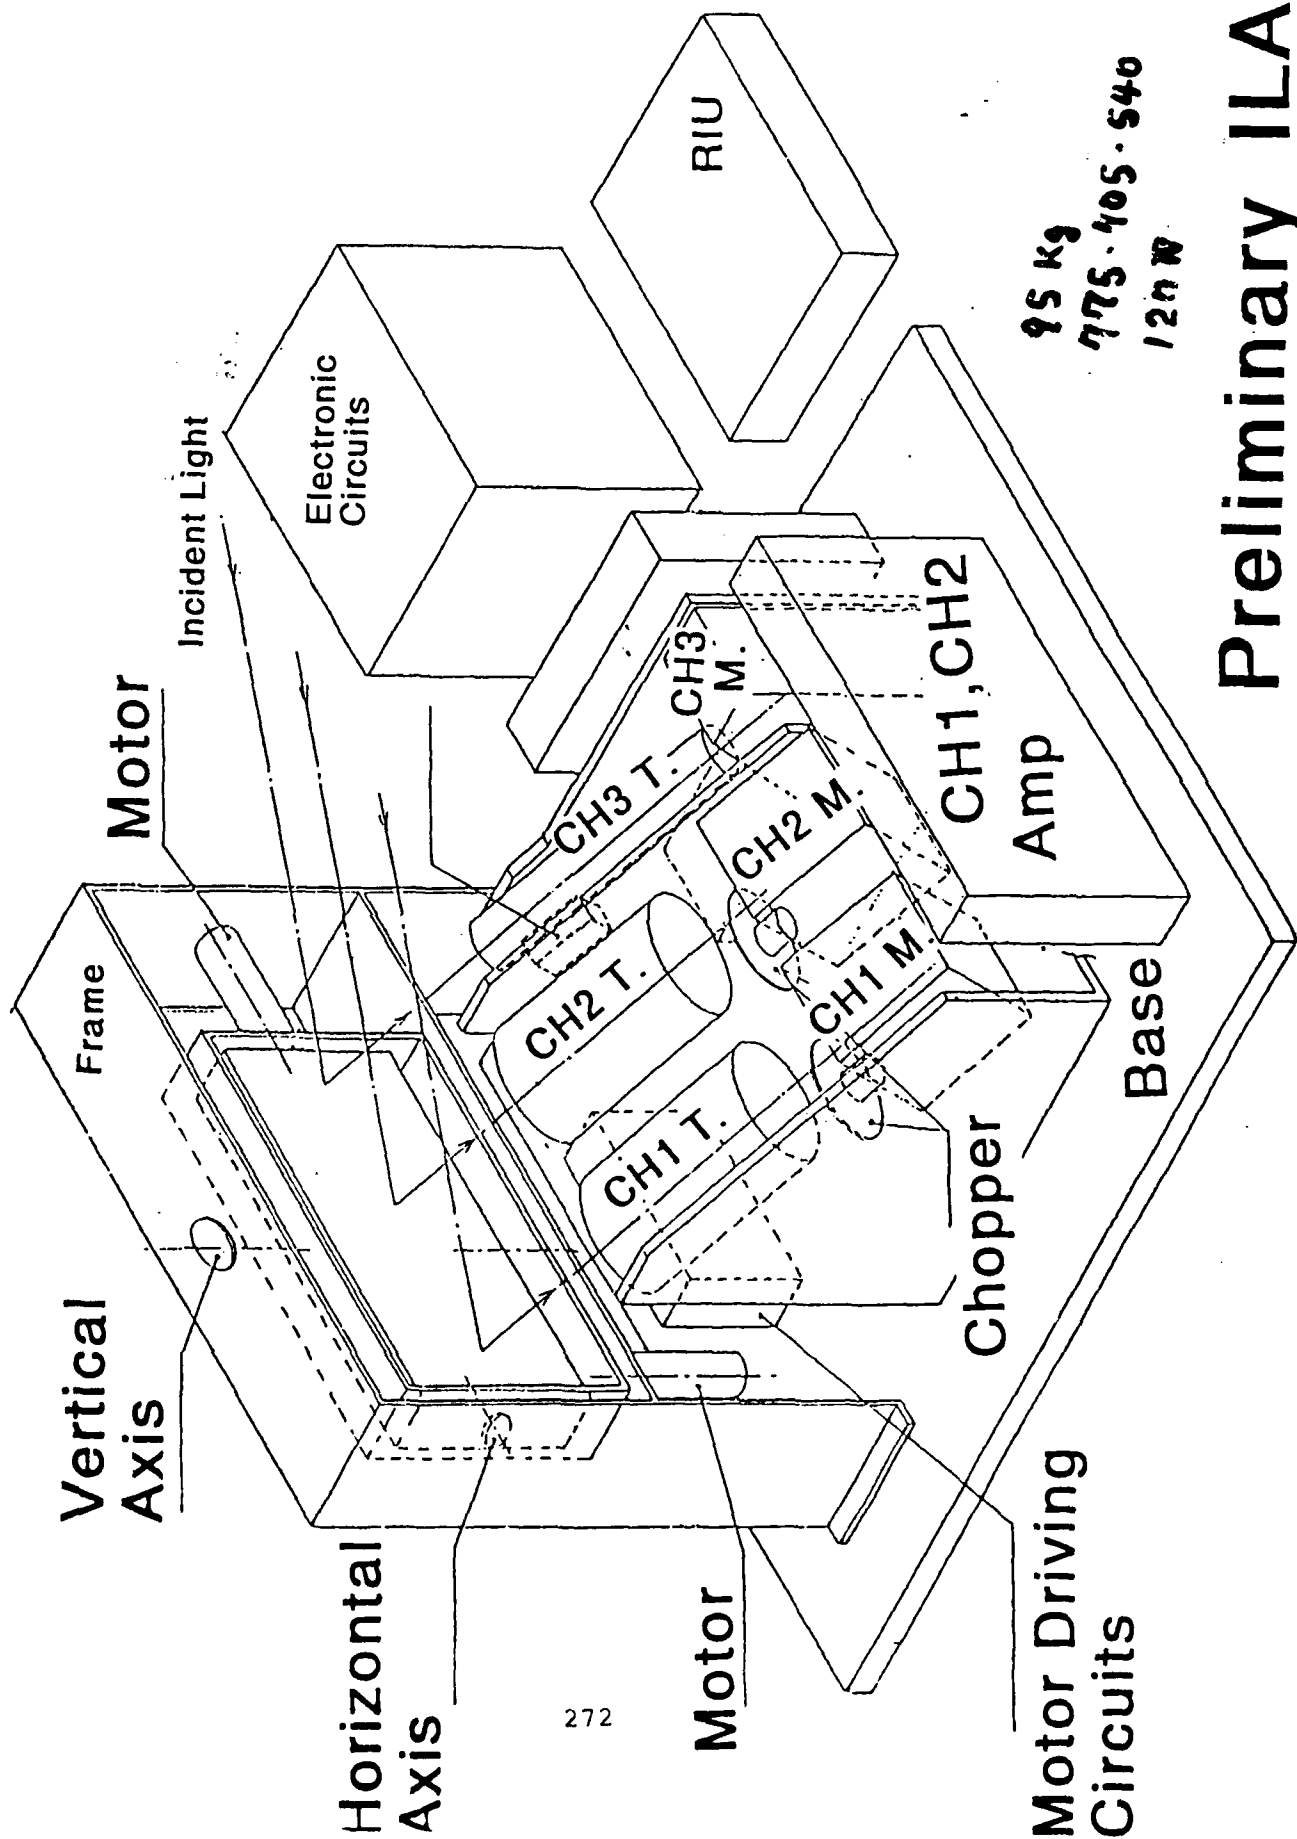 Vertical
Axis
Frame
Motor
Incident Light
Electronic
Circuits
RIU
Horizontal
Axis
CH1 T.
CH2 T.
CH3 T.
CH3
M.
CH2 M.
CH1 M.
CH1,CH2
Amp
Motor
Chopper
Base
Motor Driving
Circuits
95 kg
775·405·540
120 W
Preliminary ILA
272